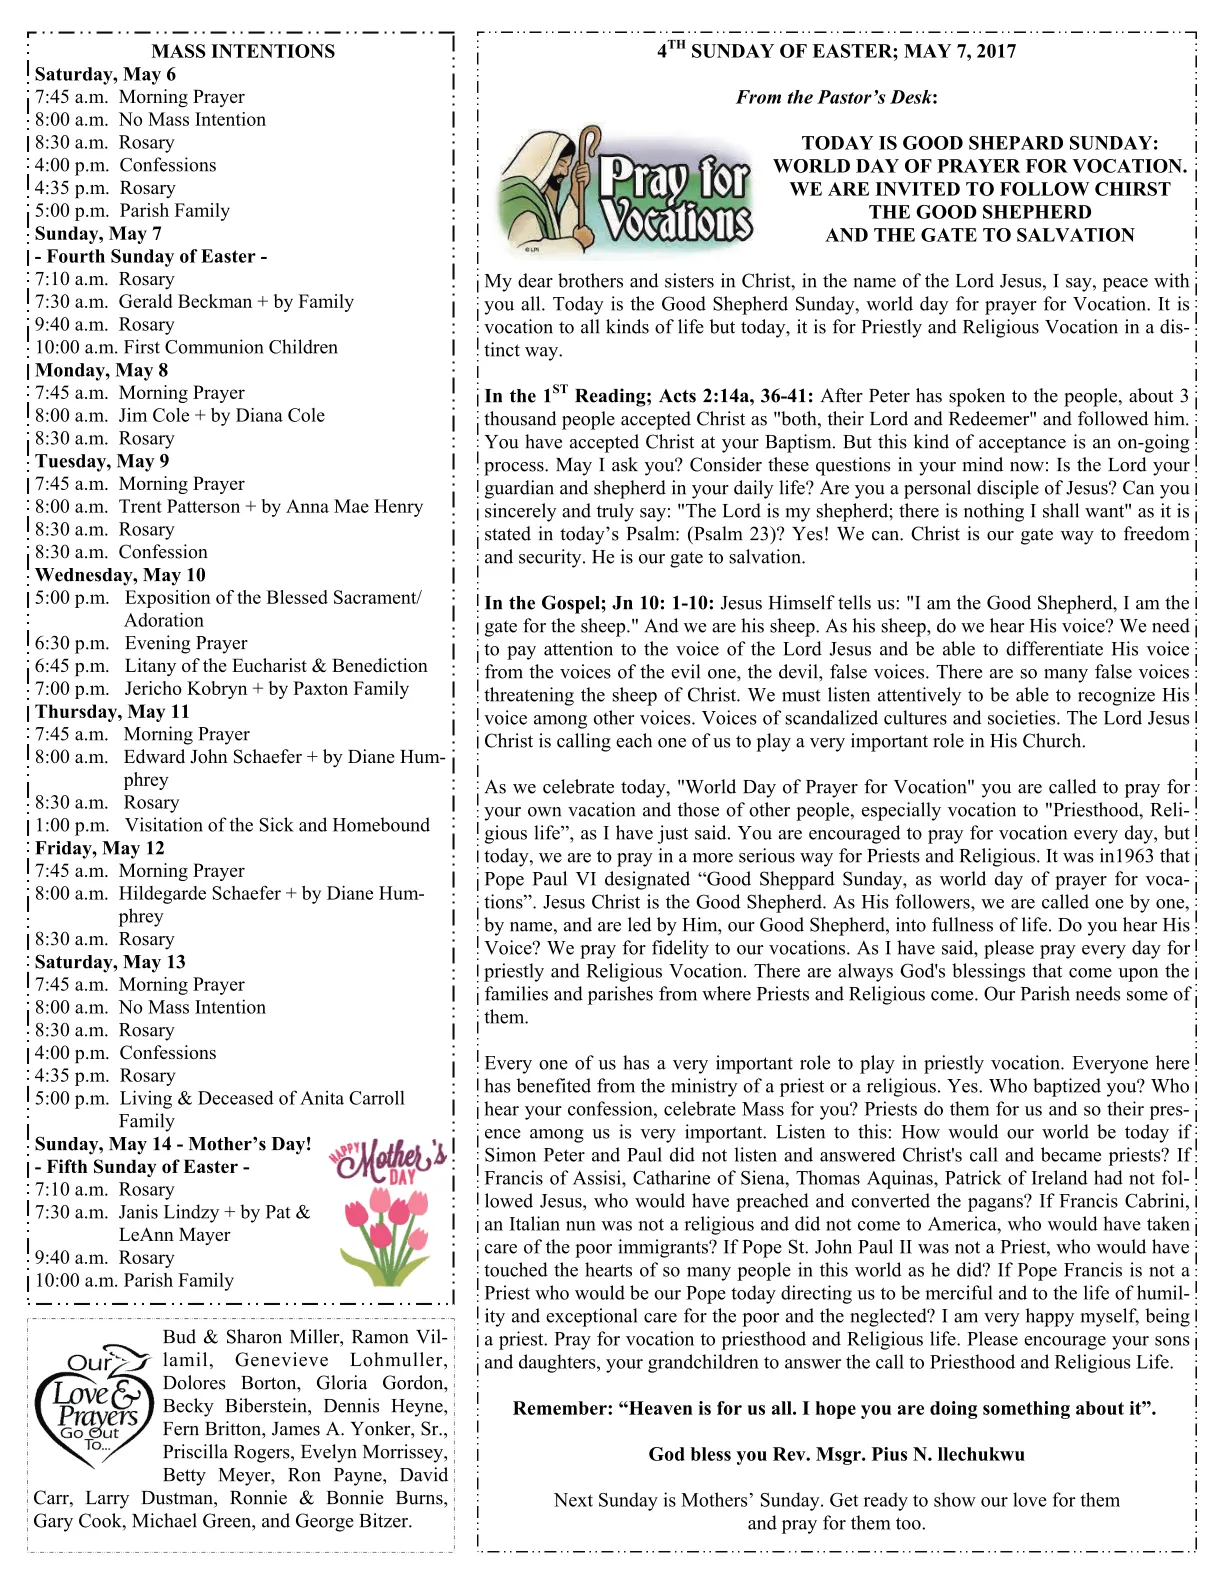 MASS INTENTIONS
Saturday, May 6
7:45 a.m. Morning Prayer
8:00 a.m. No Mass Intention
8:30 a.m. Rosary
4:00 p.m. Confessions
4:35 p.m. Rosary
5:00 p.m. Parish Family
Sunday, May 7
- Fourth Sunday of Easter -
7:10 a.m. Rosary
7:30 a.m. Gerald Beckman + by Family
9:40 a.m. Rosary
10:00 a.m. First Communion Children
Monday, May 8
7:45 a.m. Morning Prayer
8:00 a.m. Jim Cole + by Diana Cole
8:30 a.m. Rosary
Tuesday, May 9
7:45 a.m. Morning Prayer
8:00 a.m. Trent Patterson + by Anna Mae Henry
8:30 a.m. Rosary
8:30 a.m. Confession
Wednesday, May 10
5:00 p.m. Exposition of the Blessed Sacrament/
Adoration
6:30 p.m. Evening Prayer
6:45 p.m. Litany of the Eucharist & Benediction
7:00 p.m. Jericho Kobryn + by Paxton Family
Thursday, May 11
7:45 a.m. Morning Prayer
8:00 a.m. Edward John Schaefer + by Diane Hum-
phrey
8:30 a.m. Rosary
1:00 p.m. Visitation of the Sick and Homebound
Friday, May 12
7:45 a.m. Morning Prayer
8:00 a.m. Hildegarde Schaefer + by Diane Hum-
phrey
8:30 a.m. Rosary
Saturday, May 13
7:45 a.m. Morning Prayer
8:00 a.m. No Mass Intention
8:30 a.m. Rosary
4:00 p.m. Confessions
4:35 p.m. Rosary
5:00 p.m. Living & Deceased of Anita Carroll
Family
Sunday, May 14 - Mother's Day!
- Fifth Sunday of Easter -
7:10 a.m. Rosary
7:30 a.m. Janis Lindzy + by Pat &
LeAnn Mayer
9:40 a.m. Rosary
10:00 a.m. Parish Family
HAPPY
Mother's
DAY
Our
Love &
Prayers
Go Out
To...
Bud & Sharon Miller, Ramon Vil-
lamil, Genevieve Lohmuller,
Dolores Borton, Gloria Gordon,
Becky Biberstein, Dennis Heyne,
Fern Britton, James A. Yonker, Sr.,
Priscilla Rogers, Evelyn Morrissey,
Betty Meyer, Ron Payne, David
Carr, Larry Dustman, Ronnie & Bonnie Burns,
Gary Cook, Michael Green, and George Bitzer.
4TH SUNDAY OF EASTER; MAY 7, 2017
From the Pastor's Desk:
Pray for
Vocations
© LPi
TODAY IS GOOD SHEPARD SUNDAY:
WORLD DAY OF PRAYER FOR VOCATION.
WE ARE INVITED TO FOLLOW CHIRST
THE GOOD SHEPHERD
AND THE GATE TO SALVATION
My dear brothers and sisters in Christ, in the name of the Lord Jesus, I say, peace with
you all. Today is the Good Shepherd Sunday, world day for prayer for Vocation. It is
vocation to all kinds of life but today, it is for Priestly and Religious Vocation in a dis-
tinct way.
In the 1ST Reading; Acts 2:14a, 36-41: After Peter has spoken to the people, about 3
thousand people accepted Christ as "both, their Lord and Redeemer" and followed him.
You have accepted Christ at your Baptism. But this kind of acceptance is an on-going
process. May I ask you? Consider these questions in your mind now: Is the Lord your
guardian and shepherd in your daily life? Are you a personal disciple of Jesus? Can you
sincerely and truly say: "The Lord is my shepherd; there is nothing I shall want" as it is
stated in today's Psalm: (Psalm 23)? Yes! We can. Christ is our gate way to freedom
and security. He is our gate to salvation.
In the Gospel; Jn 10: 1-10: Jesus Himself tells us: "I am the Good Shepherd, I am the
gate for the sheep." And we are his sheep. As his sheep, do we hear His voice? We need
to pay attention to the voice of the Lord Jesus and be able to differentiate His voice
from the voices of the evil one, the devil, false voices. There are so many false voices
threatening the sheep of Christ. We must listen attentively to be able to recognize His
voice among other voices. Voices of scandalized cultures and societies. The Lord Jesus
Christ is calling each one of us to play a very important role in His Church.
As we celebrate today, "World Day of Prayer for Vocation" you are called to pray for
your own vacation and those of other people, especially vocation to "Priesthood, Reli-
gious life”, as I have just said. You are encouraged to pray for vocation every day, but
today, we are to pray in a more serious way for Priests and Religious. It was in1963 that
Pope Paul VI designated “Good Sheppard Sunday, as world day of prayer for voca-
tions”. Jesus Christ is the Good Shepherd. As His followers, we are called one by one,
by name, and are led by Him, our Good Shepherd, into fullness of life. Do you hear His
Voice? We pray for fidelity to our vocations. As I have said, please pray every day for
priestly and Religious Vocation. There are always God's blessings that come upon the
families and parishes from where Priests and Religious come. Our Parish needs some of
them.
Every one of us has a very important role to play in priestly vocation. Everyone here
has benefited from the ministry of a priest or a religious. Yes. Who baptized you? Who
hear your confession, celebrate Mass for you? Priests do them for us and so their pres-
ence among us is very important. Listen to this: How would our world be today if
Simon Peter and Paul did not listen and answered Christ's call and became priests? If
Francis of Assisi, Catharine of Siena, Thomas Aquinas, Patrick of Ireland had not fol-
lowed Jesus, who would have preached and converted the pagans? If Francis Cabrini,
an Italian nun was not a religious and did not come to America, who would have taken
care of the poor immigrants? If Pope St. John Paul II was not a Priest, who would have
touched the hearts of so many people in this world as he did? If Pope Francis is not a
Priest who would be our Pope today directing us to be merciful and to the life of humil-
ity and exceptional care for the poor and the neglected? I am very happy myself, being
a priest. Pray for vocation to priesthood and Religious life. Please encourage your sons
and daughters, your grandchildren to answer the call to Priesthood and Religious Life.
Remember: “Heaven is for us all. I hope you are doing something about it”.
God bless you Rev. Msgr. Pius N. llechukwu
Next Sunday is Mothers’ Sunday. Get ready to show our love for them
and pray for them too.